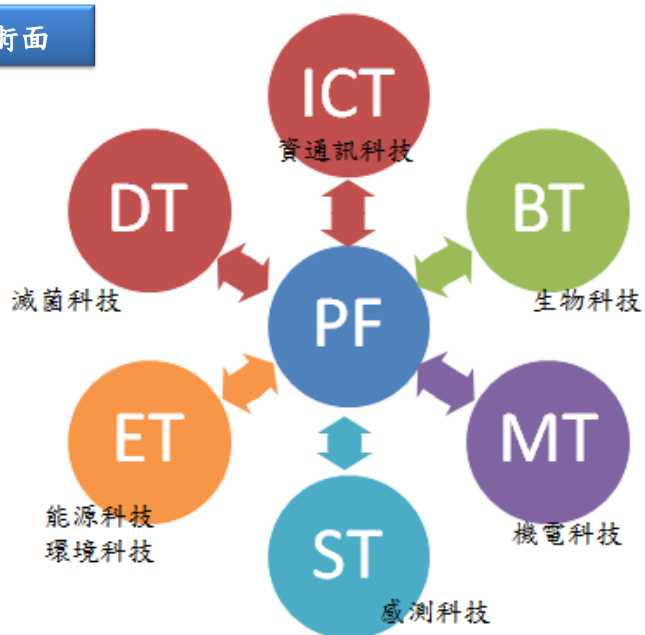 術面
ICT
資通訊科技
DT
BT
滅菌科技
生物科技
PF
ET
MT
能源科技
環境科技
機電科技
ST
感測科技